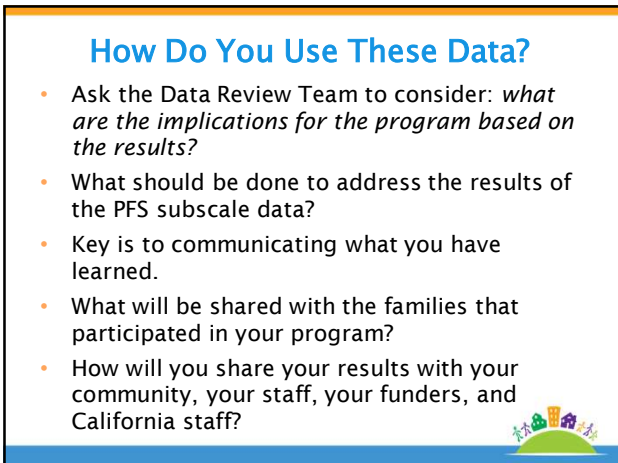 How Do You Use These Data?
• Ask the Data Review Team to consider: what
are the implications for the program based on
the results?
• What should be done to address the results of
the PFS subscale data?
• Key is to communicating what you have
learned.
• What will be shared with the families that
participated in your program?
• How will you share your results with your
community, your staff, your funders, and
California staff?